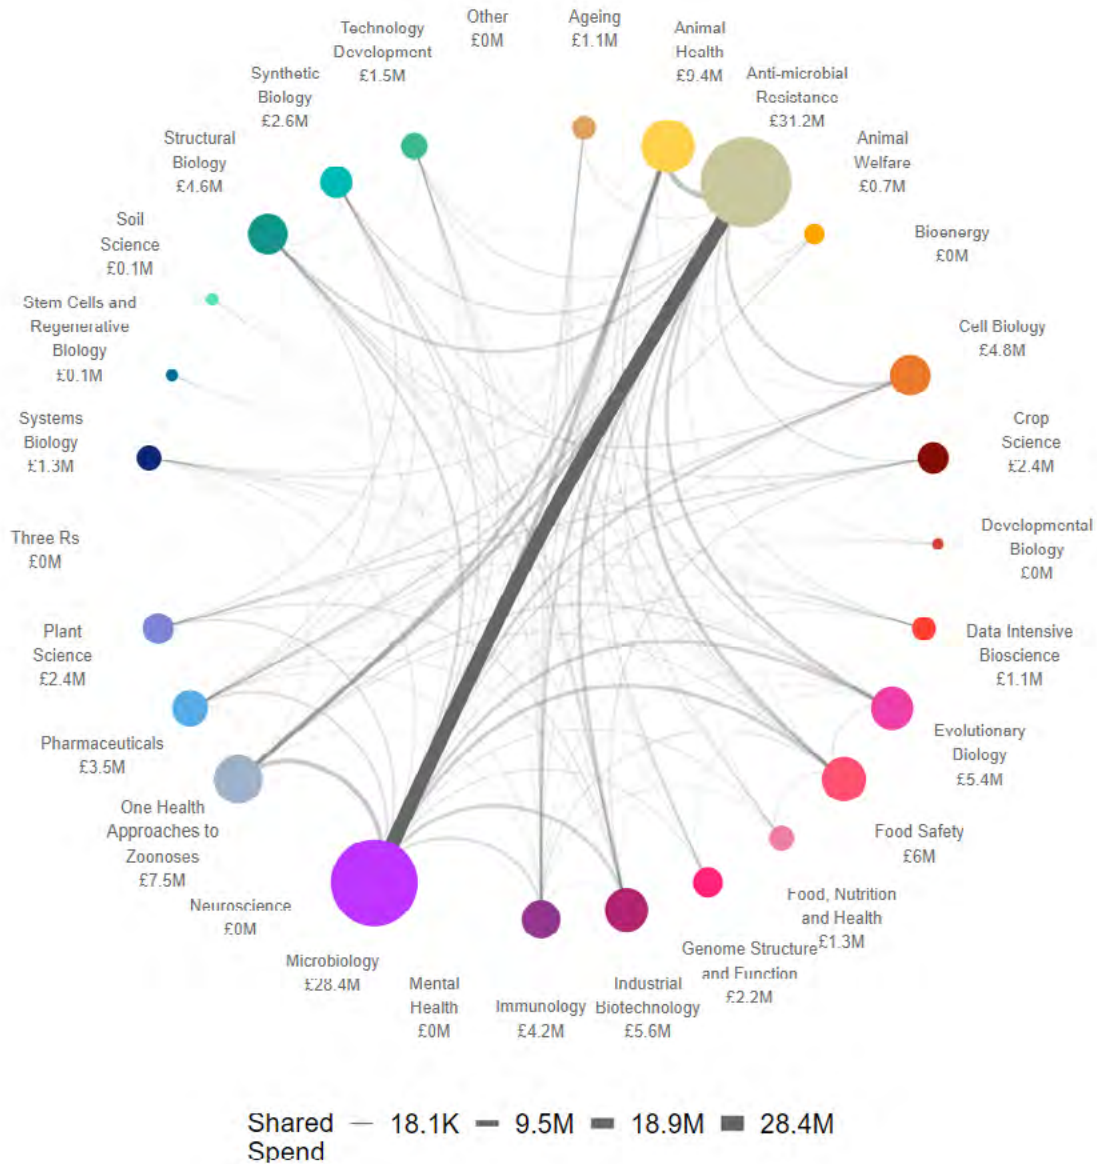 Other
£0M
Ageing
£1.1M
Animal
Health
£9.4M
Technology
Development
£1.5M
Anti-microbial
Resistance
£31.2M
Synthetic
Biology
£2.6M
Animal
Welfare
£0.7M
Structural
Biology
£4.6M
Bioenergy
£0M
Soil
Science
£0.1M
Cell Biology
£4.8M
Stem Cells and
Regenerative
Biology
£0.1M
Crop
Science
£2.4M
Systems
Biology
£1.3M
Developmental
Biology
£0M
Three Rs
£0M
Data Intensive
Bioscience
£1.1M
Plant
Science
£2.4M
Evolutionary
Biology
£5.4M
Pharmaceuticals
£3.5M
Food Safety
£6M
One Health
Approaches to
Zoonoses
£7.5M
Food, Nutrition
and Health
£1.3M
Neuroscience
£0M
Genome Structure
and Function
£2.2M
Microbiology
£28.4M
Mental
Health
£0M
Immunology
£4.2M
Industrial
Biotechnology
£5.6M
Shared
Spend
18.1K
9.5M
18.9M
28.4M